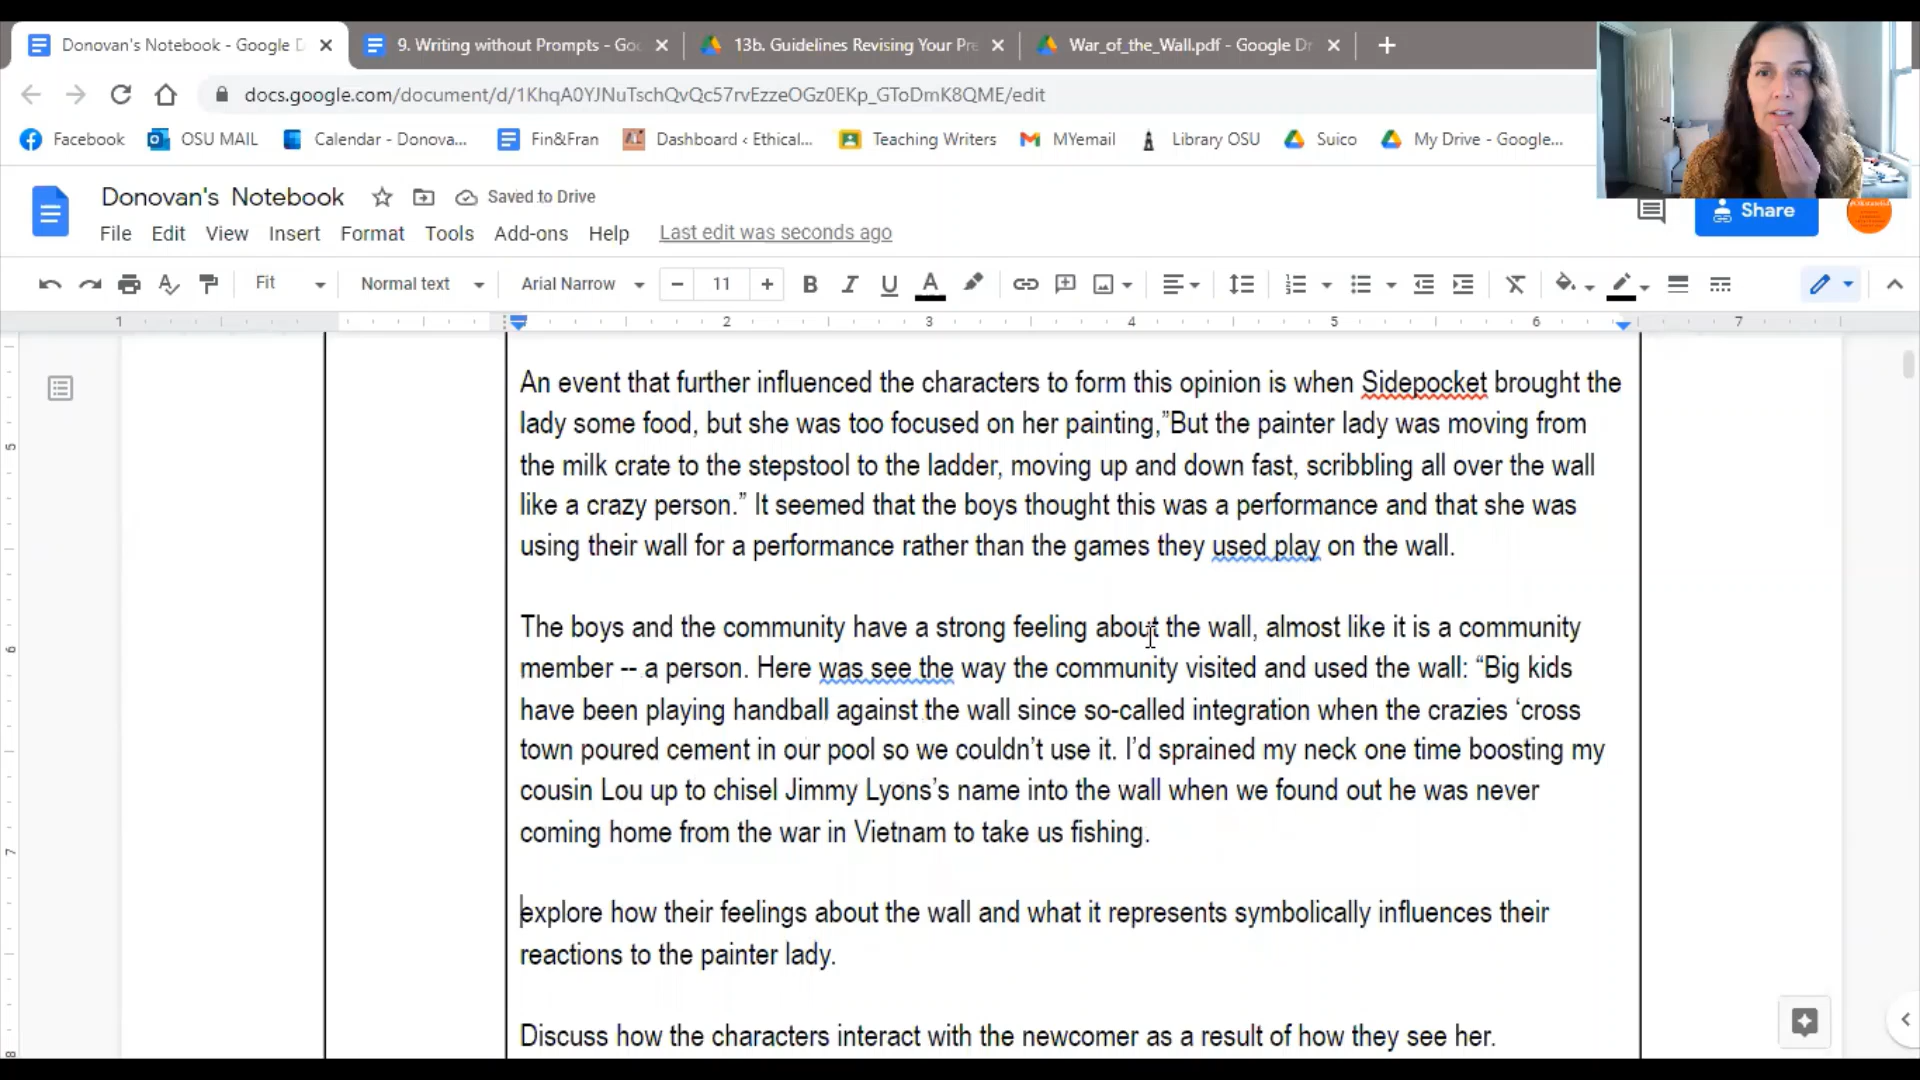 Donovan's Notebook - Google D
9. Writing without Prompts - Goo
13b. Guidelines Revising Your Pre
War_of_the_Wall.pdf - Google Dr
docs.google.com/document/d/1KhqA0YJNuTschQvQc57rvEzzeOGz0EKp_GToDmK8QME/edit
Facebook OSU MAIL Calendar - Donova... Fin&Fran Dashboard ‹ Ethical... Teaching Writers MYemail Library OSU Suico My Drive - Google...
Donovan's Notebook Saved to Drive
Share
File Edit View Insert Format Tools Add-ons Help Last edit was seconds ago
Fit Normal text Arial Narrow 11
1 2 3 4 5 6 7
An event that further influenced the characters to form this opinion is when Sidepocket brought the
lady some food, but she was too focused on her painting,”But the painter lady was moving from
the milk crate to the stepstool to the ladder, moving up and down fast, scribbling all over the wall
like a crazy person.” It seemed that the boys thought this was a performance and that she was
using their wall for a performance rather than the games they used play on the wall.
The boys and the community have a strong feeling about the wall, almost like it is a community
member -- a person. Here was see the way the community visited and used the wall: “Big kids
have been playing handball against the wall since so-called integration when the crazies ‘cross
town poured cement in our pool so we couldn’t use it. I’d sprained my neck one time boosting my
cousin Lou up to chisel Jimmy Lyons’s name into the wall when we found out he was never
coming home from the war in Vietnam to take us fishing.
explore how their feelings about the wall and what it represents symbolically influences their
reactions to the painter lady.
Discuss how the characters interact with the newcomer as a result of how they see her.
5
6
7
8